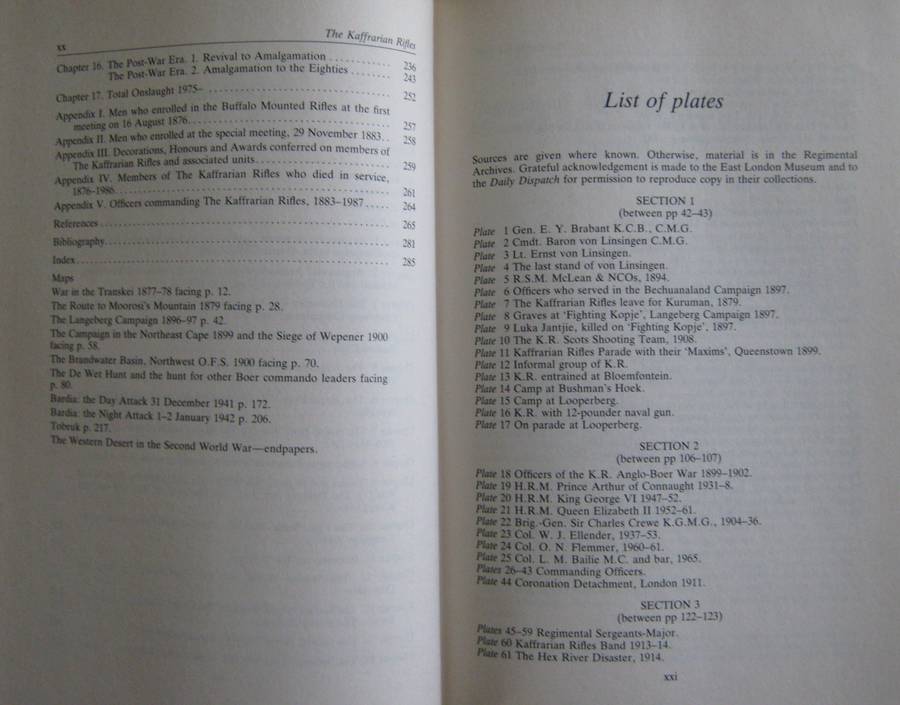 xx
The Kaffrarian Rifles
Chapter 16. The Post-War Era. 1. Revival to Amalgamation .......... 236
The Post-War Era. 2. Amalgamation to the Eighties ........ 243
Chapter 17. Total Onslaught 1975– .............................. 252
Appendix I. Men who enrolled in the Buffalo Mounted Rifles at the first
meeting on 16 August 1876.................................... 257
Appendix II. Men who enrolled at the special meeting, 29 November 1883.. 258
Appendix III. Decorations, Honours and Awards conferred on members of
The Kaffrarian Rifles and associated units........................ 259
Appendix IV. Members of The Kaffrarian Rifles who died in service,
1876–1986.................................................. 261
Appendix V. Officers commanding The Kaffrarian Rifles, 1883–1987..... 264
References.................................................... 265
Bibliography.................................................. 281
Index........................................................ 285
Maps
War in the Transkei 1877–78 facing p. 12.
The Route to Moorosi's Mountain 1879 facing p. 28.
The Langeberg Campaign 1896–97 p. 42.
The Campaign in the Northeast Cape 1899 and the Siege of Wepener 1900
facing p. 58.
The Brandwater Basin, Northwest O.F.S. 1900 facing p. 70.
The De Wet Hunt and the hunt for other Boer commando leaders facing
p. 80.
Bardia: the Day Attack 31 December 1941 p. 172.
Bardia: the Night Attack 1–2 January 1942 p. 206.
Tobruk p. 217.
The Western Desert in the Second World War—endpapers.
List of plates
Sources are given where known. Otherwise, material is in the Regimental
Archives. Grateful acknowledgement is made to the East London Museum and to
the Daily Dispatch for permission to reproduce copy in their collections.
SECTION 1
(between pp 42–43)
Plate 1 Gen. E. Y. Brabant K.C.B., C.M.G.
Plate 2 Cmdt. Baron von Linsingen C.M.G.
Plate 3 Lt. Ernst von Linsingen.
Plate 4 The last stand of von Linsingen.
Plate 5 R.S.M. McLean & NCOs, 1894.
Plate 6 Officers who served in the Bechuanaland Campaign 1897.
Plate 7 The Kaffrarian Rifles leave for Kuruman, 1879.
Plate 8 Graves at 'Fighting Kopje', Langeberg Campaign 1897.
Plate 9 Luka Jantjie, killed on 'Fighting Kopje', 1897.
Plate 10 The K.R. Scots Shooting Team, 1908.
Plate 11 Kaffrarian Rifles Parade with their 'Maxims', Queenstown 1899.
Plate 12 Informal group of K.R.
Plate 13 K.R. entrained at Bloemfontein.
Plate 14 Camp at Bushman's Hoek.
Plate 15 Camp at Looperberg.
Plate 16 K.R. with 12-pounder naval gun.
Plate 17 On parade at Looperberg.
SECTION 2
(between pp 106–107)
Plate 18 Officers of the K.R. Anglo-Boer War 1899–1902.
Plate 19 H.R.M. Prince Arthur of Connaught 1931–8.
Plate 20 H.R.M. King George VI 1947–52.
Plate 21 H.R.M. Queen Elizabeth II 1952–61.
Plate 22 Brig.-Gen. Sir Charles Crewe K.G.M.G., 1904–36.
Plate 23 Col. W. J. Ellender, 1937–53.
Plate 24 Col. O. N. Flemmer, 1960–61.
Plate 25 Col. L. M. Bailie M.C. and bar, 1965.
Plates 26–43 Commanding Officers.
Plate 44 Coronation Detachment, London 1911.
SECTION 3
(between pp 122–123)
Plates 45–59 Regimental Sergeants-Major.
Plate 60 Kaffrarian Rifles Band 1913–14.
Plate 61 The Hex River Disaster, 1914.
xxi